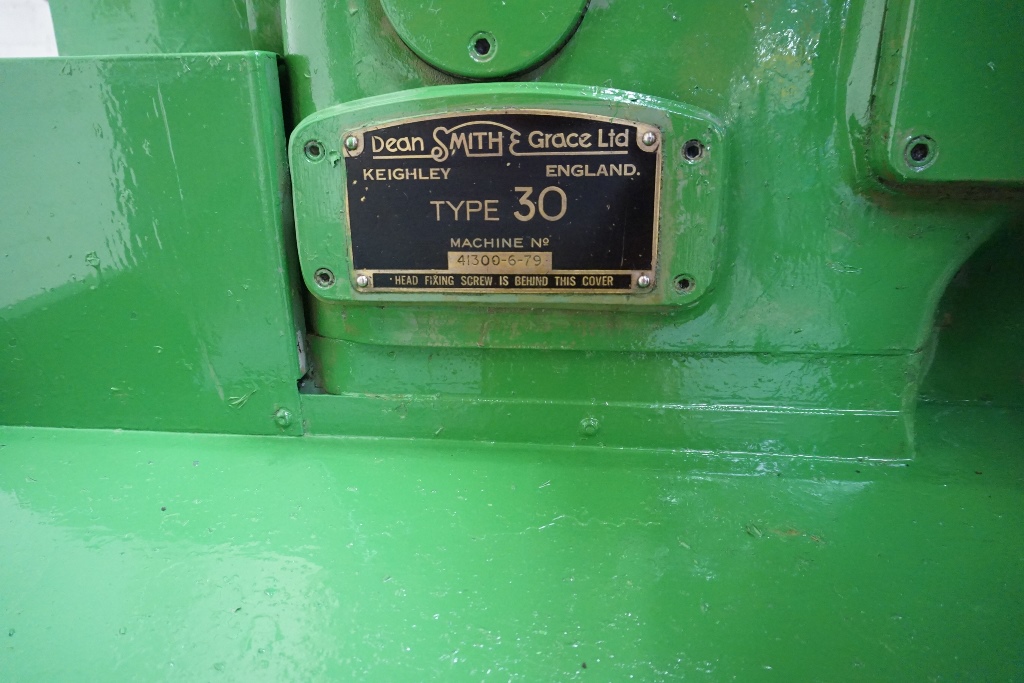 Dean SMITH & Grace Ltd
KEIGHLEY ENGLAND.
TYPE 30
MACHINE Nº
41300-6-79
HEAD FIXING SCREW IS BEHIND THIS COVER